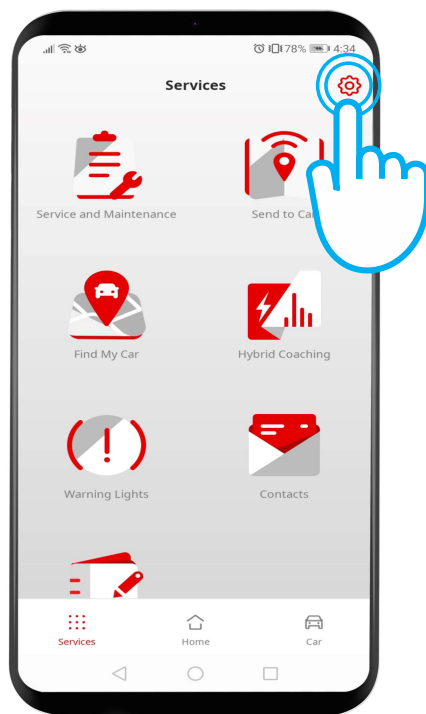 78% 4:34
Services
Service and Maintenance
Send to Ca
Find My Car
Hybrid Coaching
Warning Lights
Contacts
Services
Home
Car